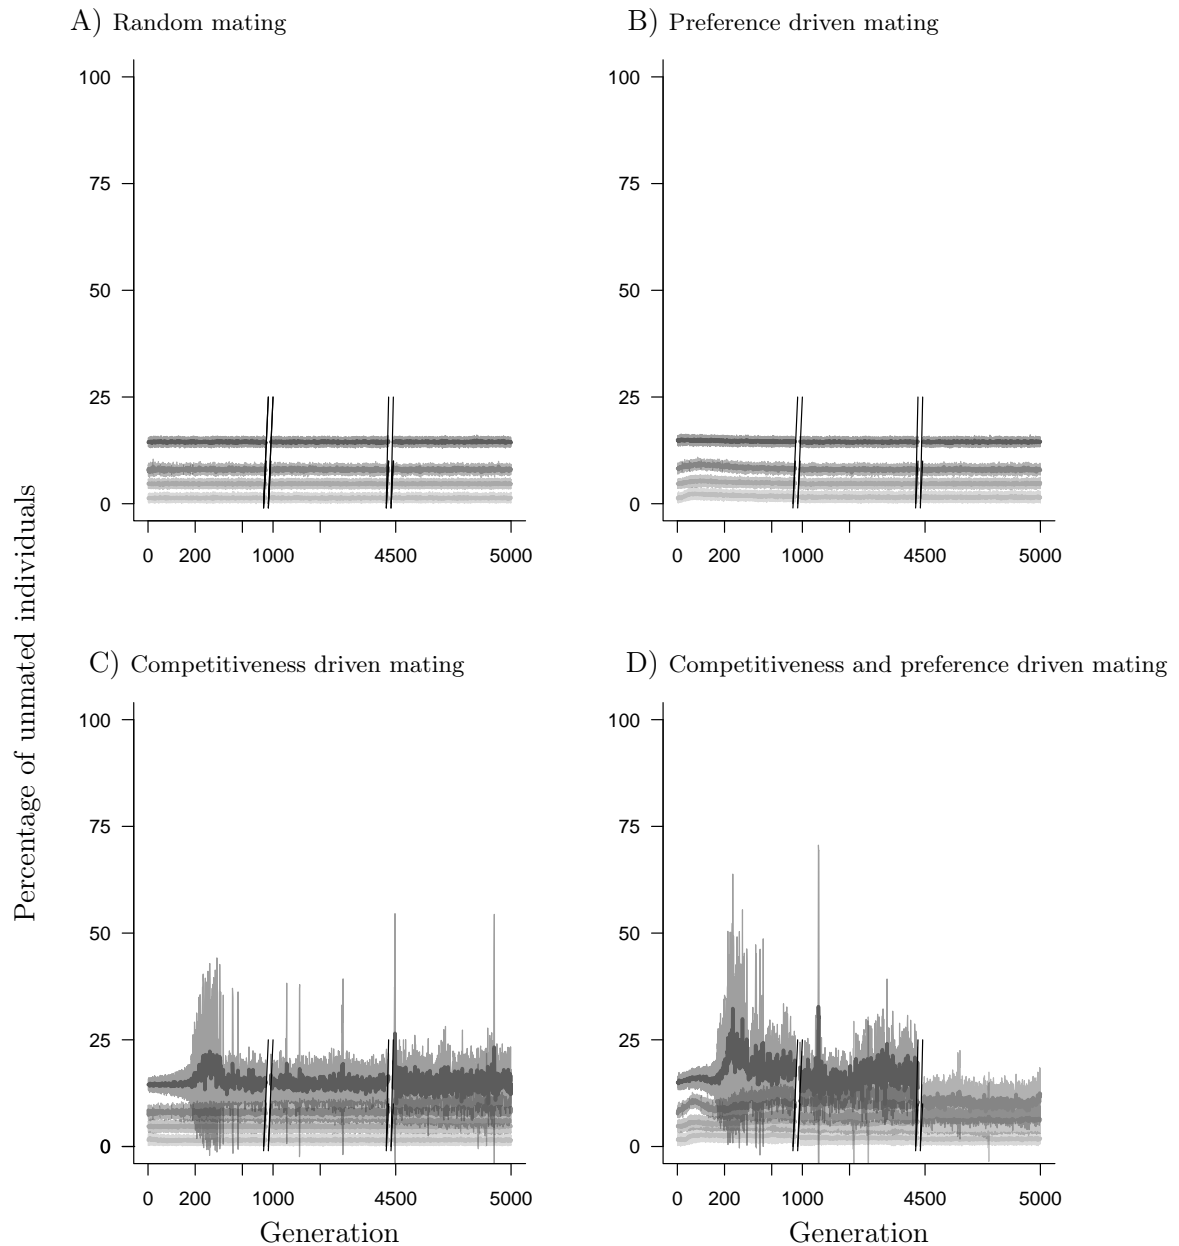 A) Random mating
B) Preference driven mating
100
75
50
25
0
0 200 1000 4500 5000
100
75
50
25
0
0 200 1000 4500 5000
Percentage of unmated individuals
C) Competitiveness driven mating
D) Competitiveness and preference driven mating
100
75
50
25
0
0 200 1000 4500 5000
Generation
100
75
50
25
0
0 200 1000 4500 5000
Generation